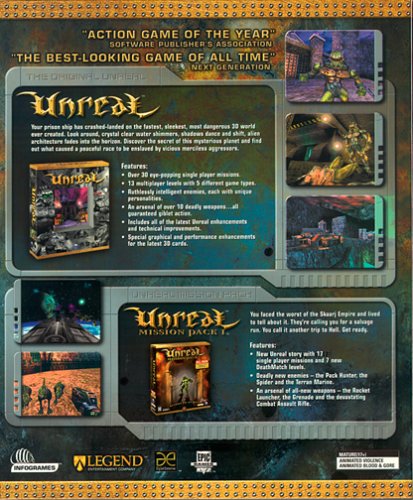 "ACTION GAME OF THE YEAR"
SOFTWARE PUBLISHER'S ASSOCIATION
"THE BEST-LOOKING GAME OF ALL TIME"
NEXT GENERATION
THE ORIGINAL UNREAL
Unreal
Your prison ship has crashed-landed on the fastest, sleekest, most dangerous 3D world
ever created. Look around, crystal clear water shimmers, shadows dance and shift, alien
architecture fades into the horizon. Discover the secret of this mysterious planet and find
out what caused a peaceful race to be enslaved by vicious merciless aggressors.
Features:
• Over 30 eye-popping single player missions.
• 13 multiplayer levels with 5 different game types.
• Ruthlessly intelligent enemies, each with unique
personalities.
• An arsenal of over 10 deadly weapons...all
guaranteed giblet action.
• Includes all of the latest Unreal enhancements
and technical improvements.
• Special graphical and performance enhancements
for the latest 3D cards.
Unreal
UNREAL MISSION PACK
Unreal
MISSION PACK I
You faced the worst of the Skaarj Empire and lived
to tell about it. They're calling you for a salvage
run. You call it another trip to Hell. Get ready.
Features:
• New Unreal story with 17
single player missions and 7 new
DeathMatch levels.
• Deadly new enemies – the Pack Hunter, the
Spider and the Terran Marine.
• An arsenal of all-new weapons – the Rocket
Launcher, the Grenade and the devastating
Combat Assault Rifle.
Unreal
INFOGRAMES
LEGEND
ENTERTAINMENT COMPANY
EPIC
GAMES
MATURE(17+)
ANIMATED VIOLENCE
ANIMATED BLOOD & GORE